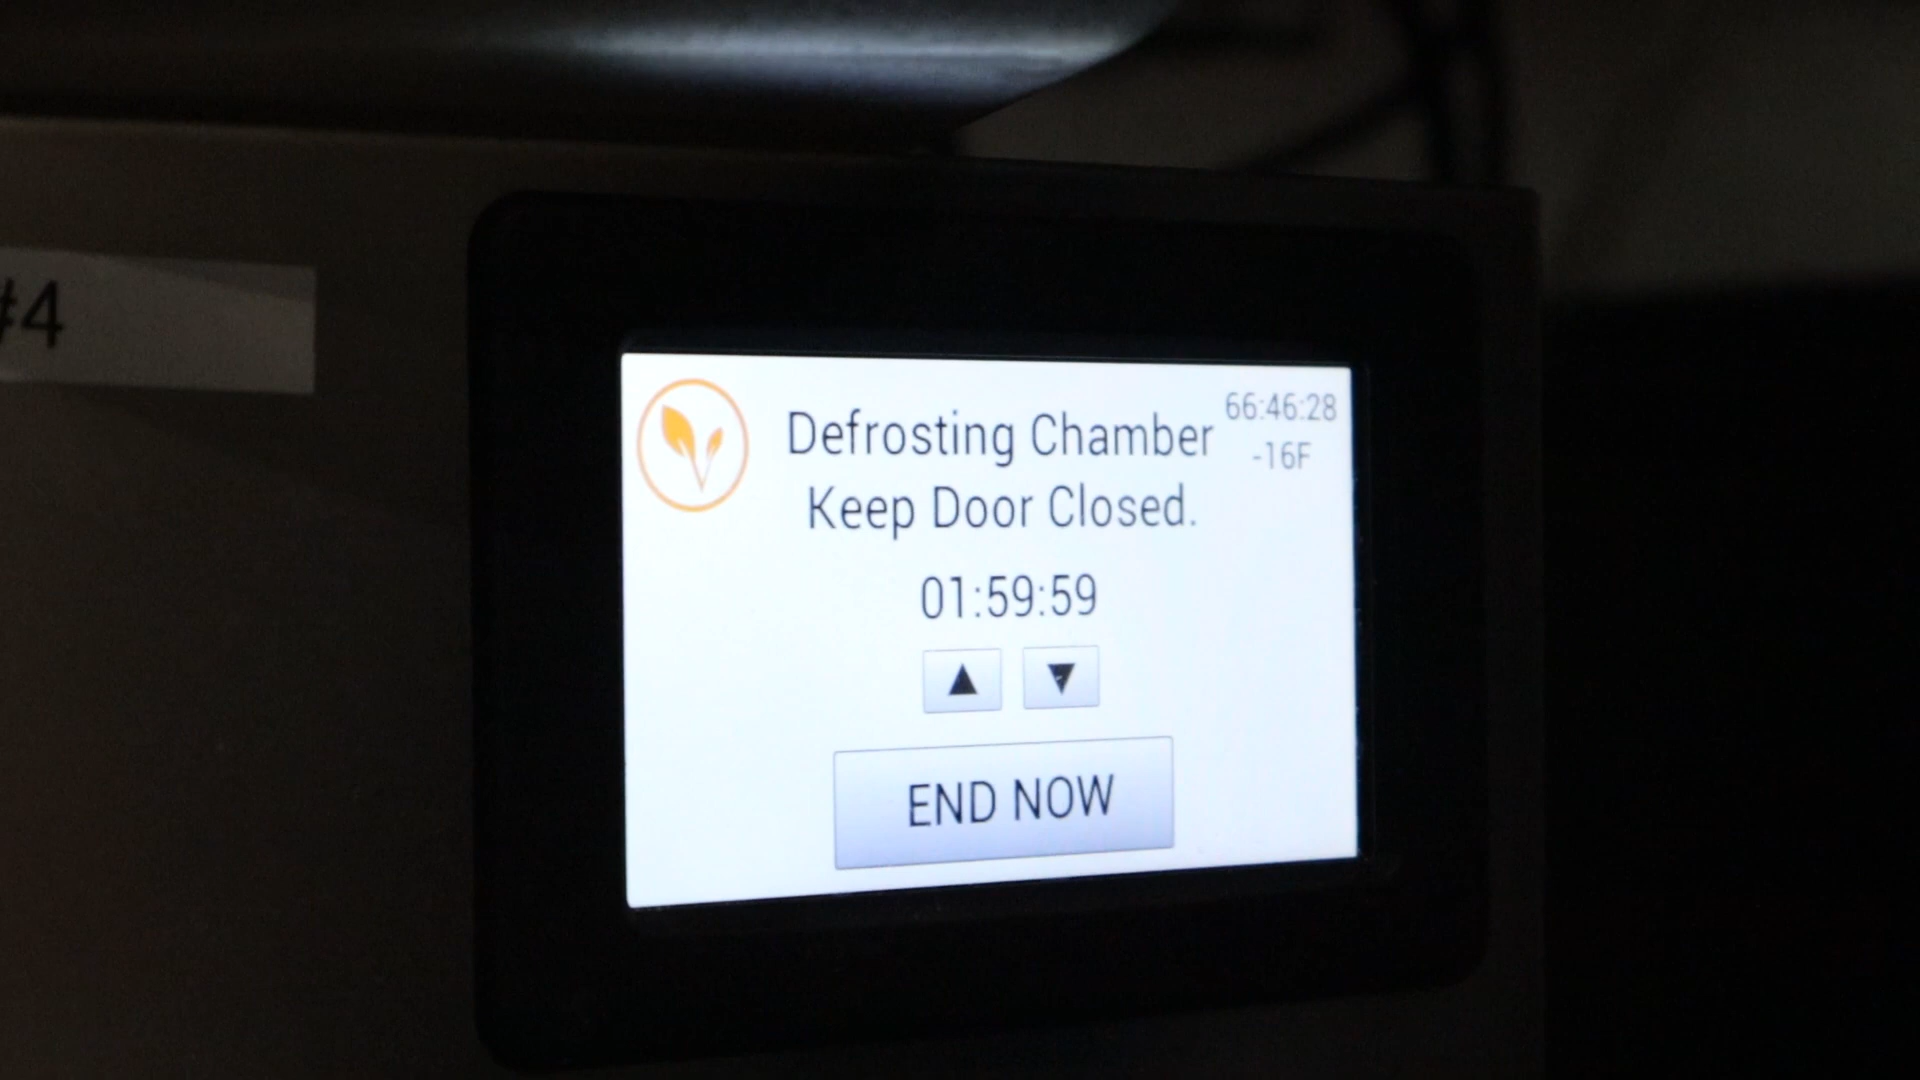 #4
Defrosting Chamber
Keep Door Closed.
66:46:28
-16F
01:59:59
END NOW